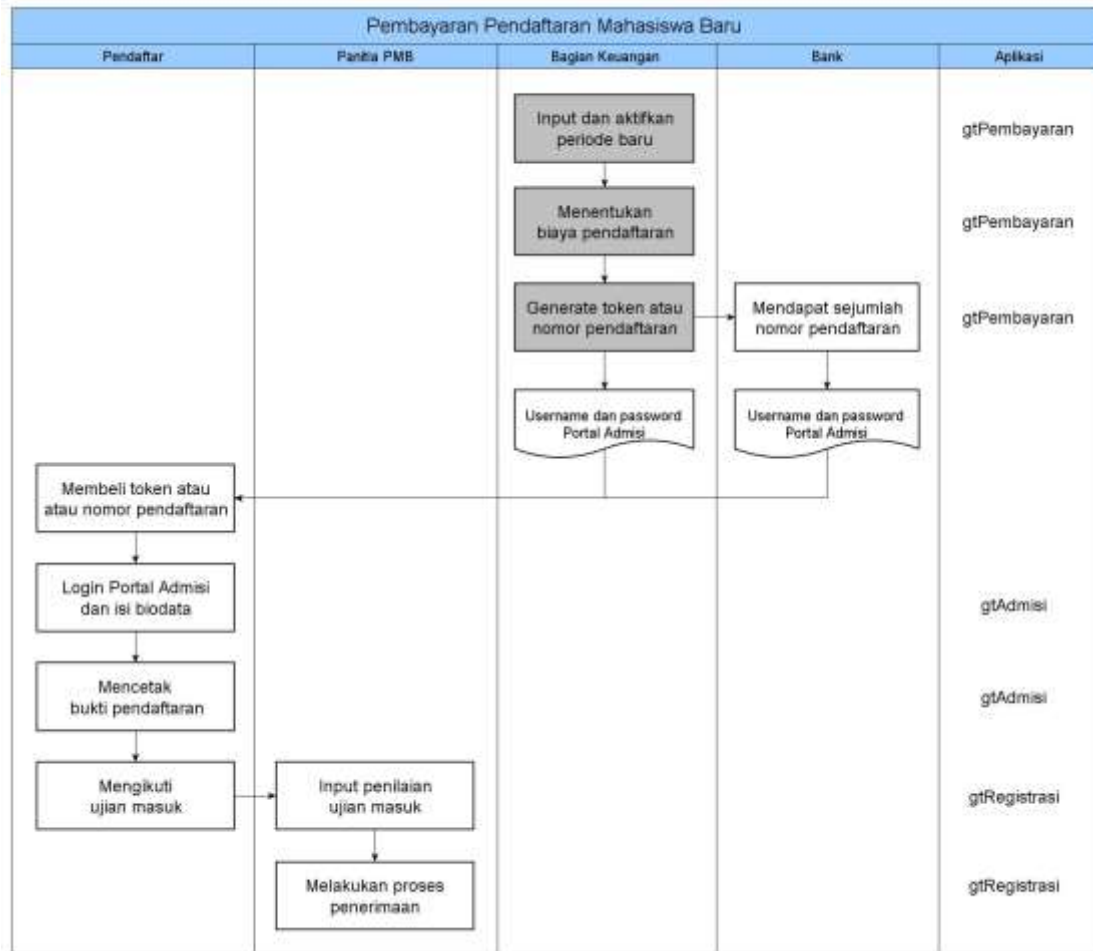 Pembayaran Pendaftaran Mahasiswa Baru
Pendaftar
Panitia PMB
Bagian Keuangan
Bank
Aplikasi
Input dan aktifkan
periode baru
gtPembayaran
Menentukan
biaya pendaftaran
gtPembayaran
Generate token atau
nomor pendaftaran
Mendapat sejumlah
nomor pendaftaran
gtPembayaran
Username dan password
Portal Admisi
Username dan password
Portal Admisi
Membeli token atau
atau nomor pendaftaran
Login Portal Admisi
dan isi biodata
gtAdmisi
Mencetak
bukti pendaftaran
gtAdmisi
Mengikuti
ujian masuk
Input penilaian
ujian masuk
gtRegistrasi
Melakukan proses
penerimaan
gtRegistrasi